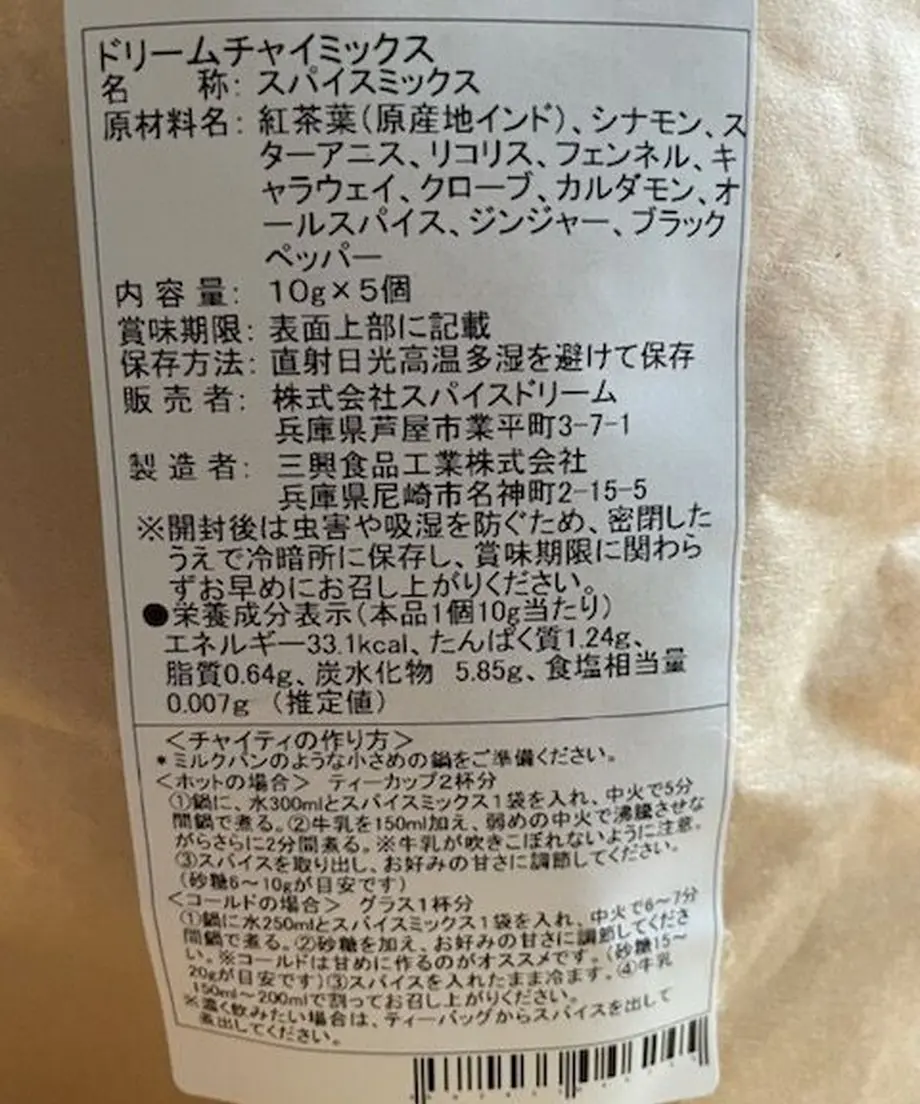 ドリームチャイミックス
名　　称: スパイスミックス
原材料名: 紅茶葉(原産地インド)、シナモン、ス
ターアニス、リコリス、フェンネル、キ
ャラウェイ、クローブ、カルダモン、オ
ールスパイス、ジンジャー、ブラック
ペッパー
内 容 量: 10g×5個
賞味期限: 表面上部に記載
保存方法: 直射日光高温多湿を避けて保存
販 売 者: 株式会社スパイスドリーム
兵庫県芦屋市業平町3-7-1
製 造 者: 三興食品工業株式会社
兵庫県尼崎市名神町2-15-5
※開封後は虫害や吸湿を防ぐため、密閉した
うえで冷暗所に保存し、賞味期限に関わら
ずお早めにお召し上がりください。
●栄養成分表示(本品1個10g当たり)
エネルギー33.1kcal、たんぱく質1.24g、
脂質0.64g、炭水化物 5.85g、食塩相当量
0.007g (推定値)
＜チャイティの作り方＞
*ミルクパンのような小さめの鍋をご準備ください。
＜ホットの場合＞ ティーカップ2杯分
①鍋に、水300mlとスパイスミックス1袋を入れ、中火で5分
間鍋で煮る。②牛乳を150ml加え、弱めの中火で沸騰させな
がらさらに2分間煮る。※牛乳が吹きこぼれないように注意。
③スパイスを取り出し、お好みの甘さに調節してください。
(砂糖6～10gが目安です)
＜コールドの場合＞ グラス1杯分
①鍋に水250mlとスパイスミックス1袋を入れ、中火で6～7分
間鍋で煮る。②砂糖を加え、お好みの甘さに調節してくださ
い。※コールドは甘めに作るのがオススメです。(砂糖15～
20gが目安です)③スパイスを入れたまま冷ます。④牛乳
150ml～200mlで割ってお召し上がりください。
※濃く飲みたい場合は、ティーバッグからスパイスを出して
煮出してください。